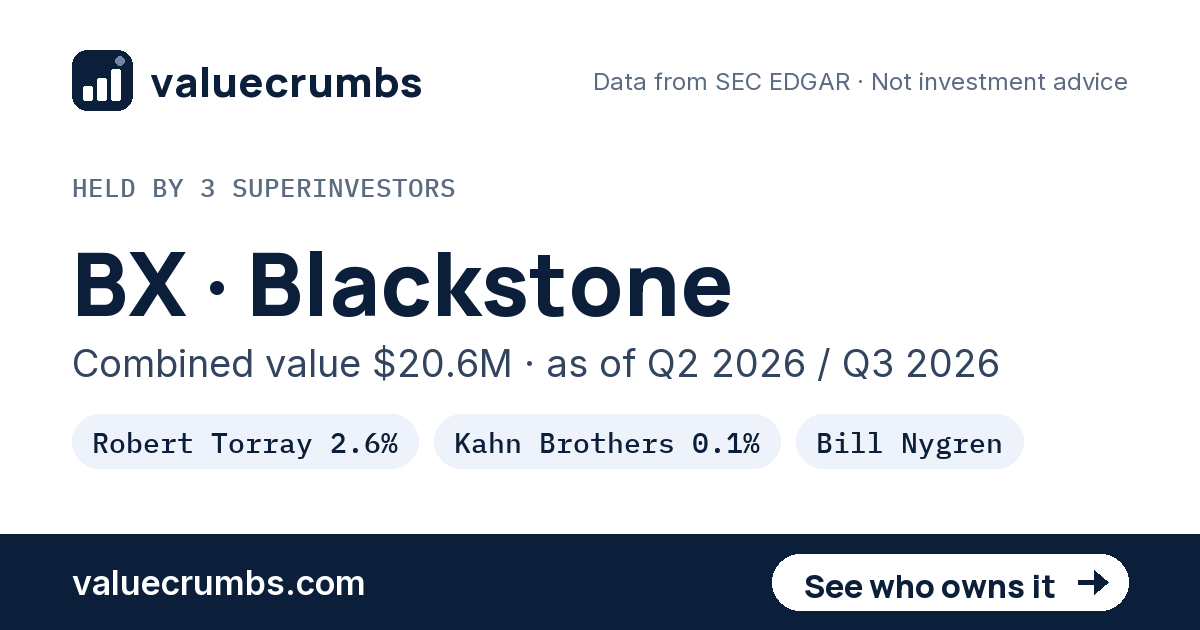 valuecrumbs
Data from SEC EDGAR · Not investment advice
HELD BY 3 SUPERINVESTORS
BX · Blackstone
Combined value $20.6M · as of Q2 2026 / Q3 2026
Robert Torray 2.6%
Kahn Brothers 0.1%
Bill Nygren
valuecrumbs.com
See who owns it →